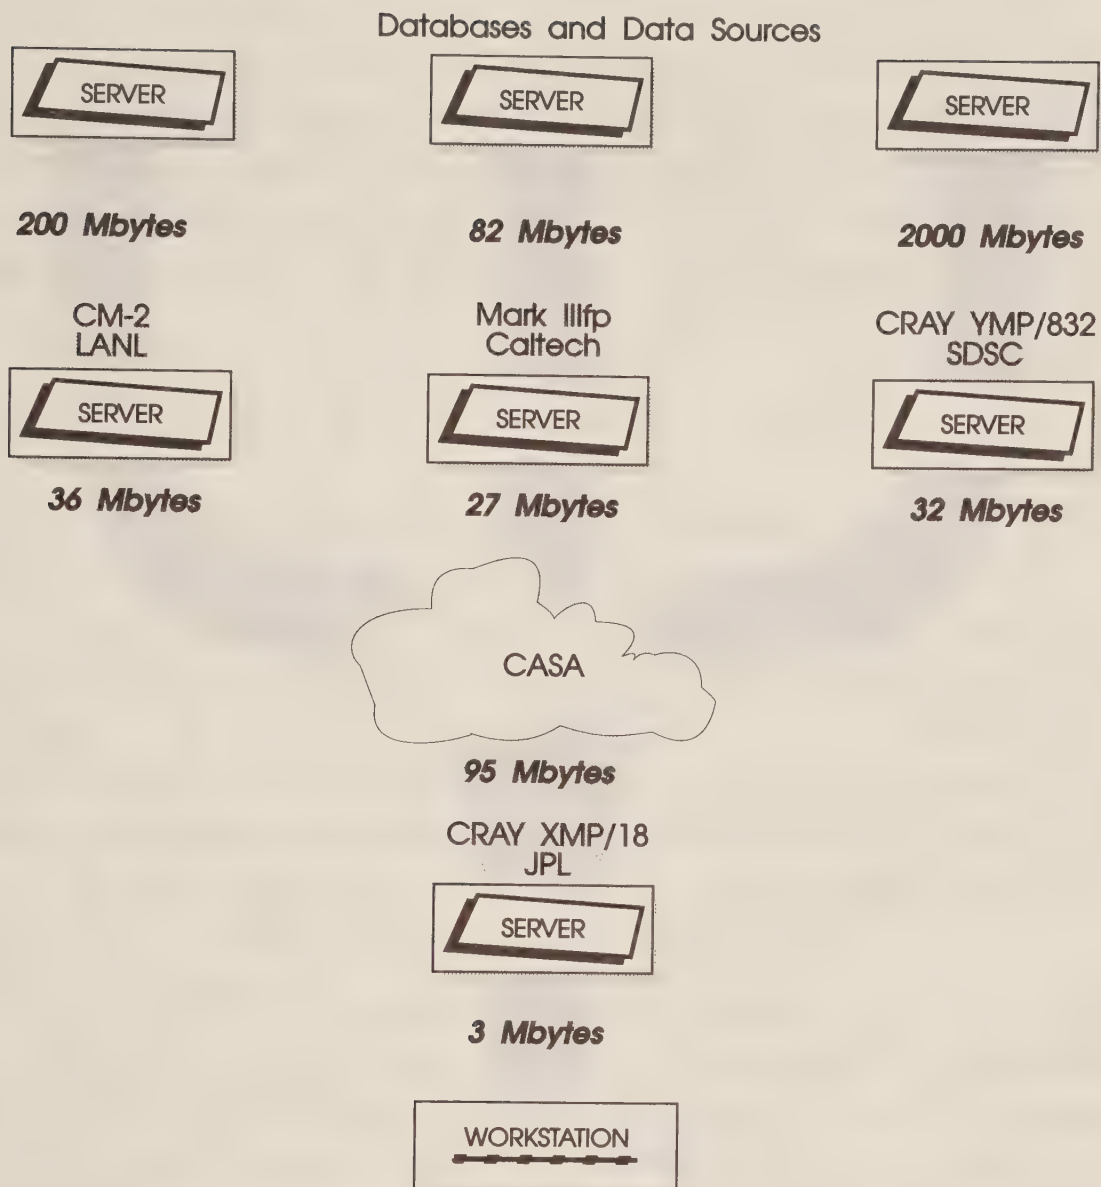 Databases and Data Sources
SERVER
SERVER
SERVER
200 Mbytes
82 Mbytes
2000 Mbytes
CM-2
LANL
Mark IIIfp
Caltech
CRAY YMP/832
SDSC
SERVER
SERVER
SERVER
36 Mbytes
27 Mbytes
32 Mbytes
CASA
95 Mbytes
CRAY XMP/18
JPL
SERVER
3 Mbytes
WORKSTATION